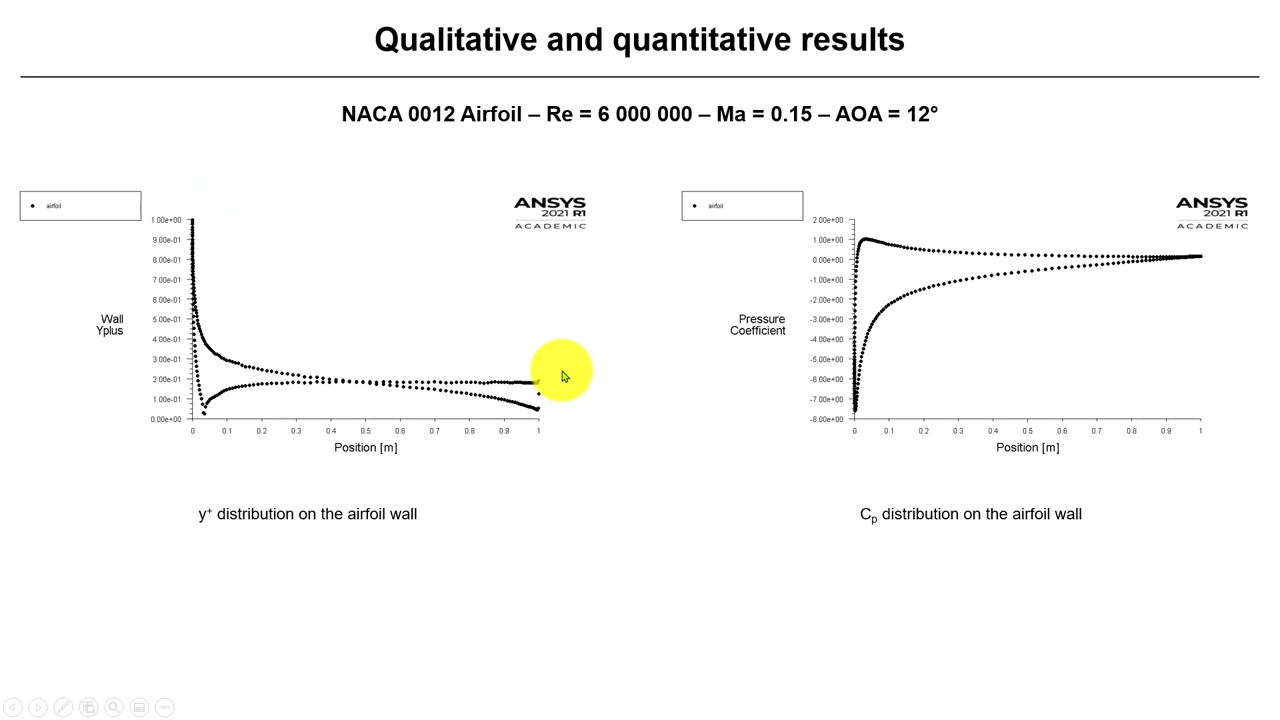 Qualitative and quantitative results
NACA 0012 Airfoil – Re = 6 000 000 – Ma = 0.15 – AOA = 12°
airfoil
ANSYS
2021 R1
ACADEMIC
1.00e+00
9.00e-01
8.00e-01
7.00e-01
6.00e-01
5.00e-01
4.00e-01
3.00e-01
2.00e-01
1.00e-01
0.00e+00
Wall
Yplus
0 0.1 0.2 0.3 0.4 0.5 0.6 0.7 0.8 0.9 1
Position [m]
y⁺ distribution on the airfoil wall
airfoil
ANSYS
2021 R1
ACADEMIC
2.00e+00
1.00e+00
0.00e+00
-1.00e+00
-2.00e+00
-3.00e+00
-4.00e+00
-5.00e+00
-6.00e+00
-7.00e+00
-8.00e+00
Pressure
Coefficient
0 0.1 0.2 0.3 0.4 0.5 0.6 0.7 0.8 0.9 1
Position [m]
Cₚ distribution on the airfoil wall